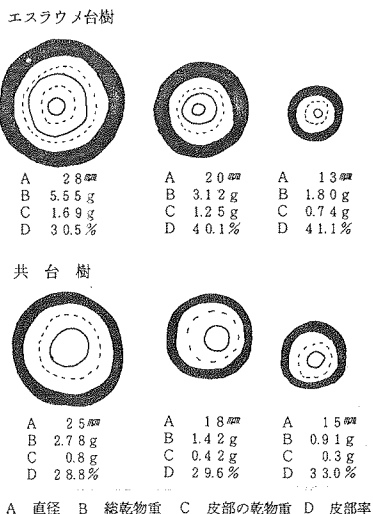 エスラウメ台樹
A 28㎜ A 20㎜ A 13㎜
B 5.55g B 3.12g B 1.80g
C 1.69g C 1.25g C 0.74g
D 30.5% D 40.1% D 41.1%
共台樹
A 25㎜ A 18㎜ A 15㎜
B 2.78g B 1.42g B 0.91g
C 0.8g C 0.42g C 0.3g
D 28.8% D 29.6% D 33.0%
A 直径 B 総乾物重 C 皮部の乾物重 D 皮部率